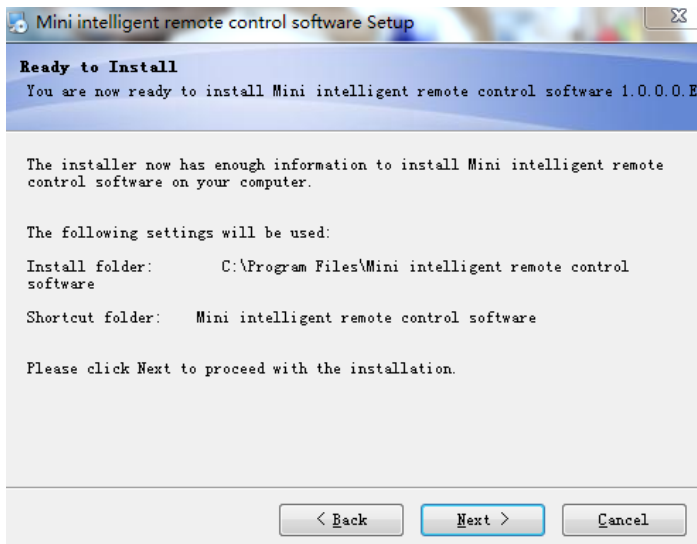 Mini intelligent remote control software Setup
Ready to Install
You are now ready to install Mini intelligent remote control software 1.0.0.0.E
The installer now has enough information to install Mini intelligent remote
control software on your computer.
The following settings will be used:
Install folder: C:\Program Files\Mini intelligent remote control
software
Shortcut folder: Mini intelligent remote control software
Please click Next to proceed with the installation.
< Back Next > Cancel